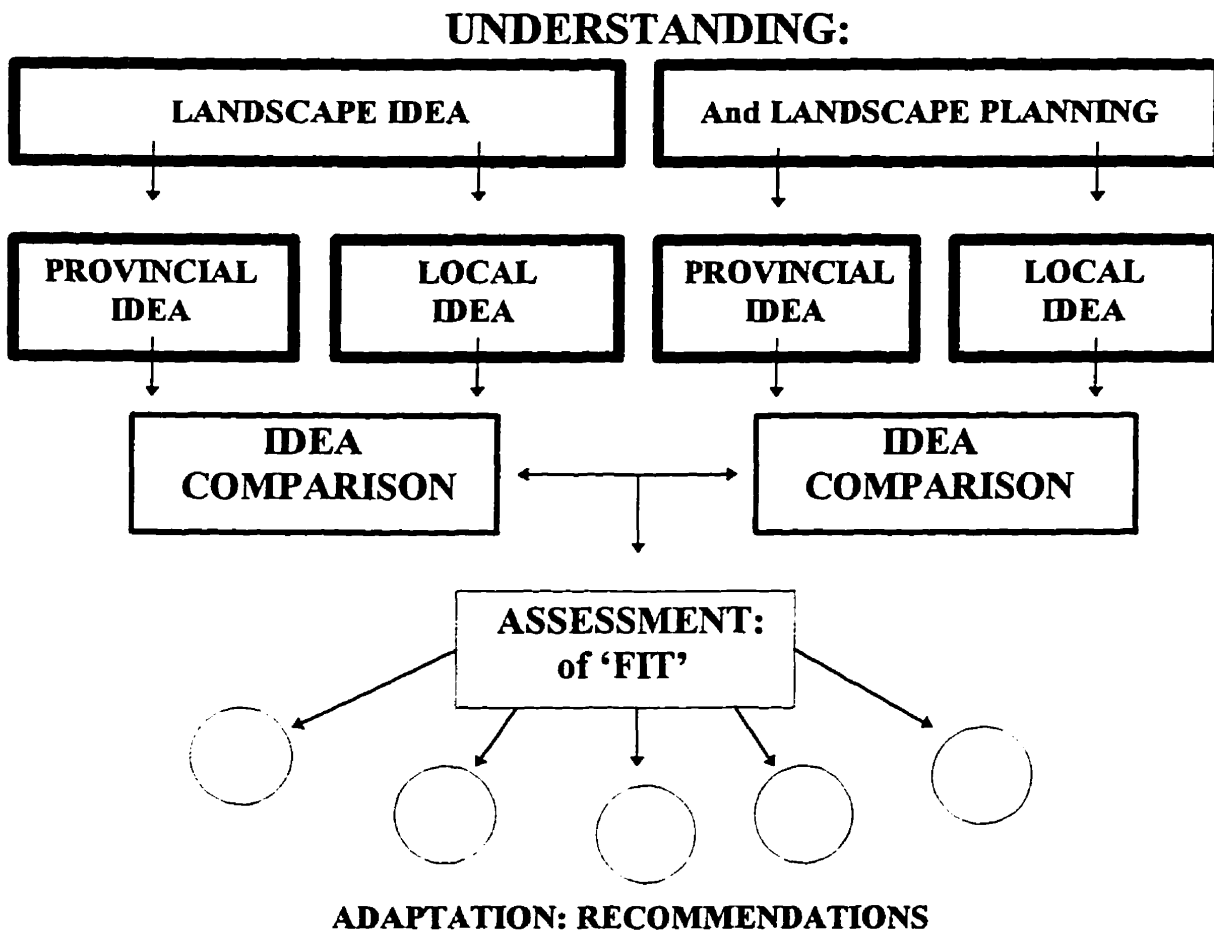 UNDERSTANDING:
LANDSCAPE IDEA
And LANDSCAPE PLANNING
PROVINCIAL
IDEA
LOCAL
IDEA
PROVINCIAL
IDEA
LOCAL
IDEA
IDEA
COMPARISON
IDEA
COMPARISON
ASSESSMENT:
of ‘FIT’
ADAPTATION: RECOMMENDATIONS